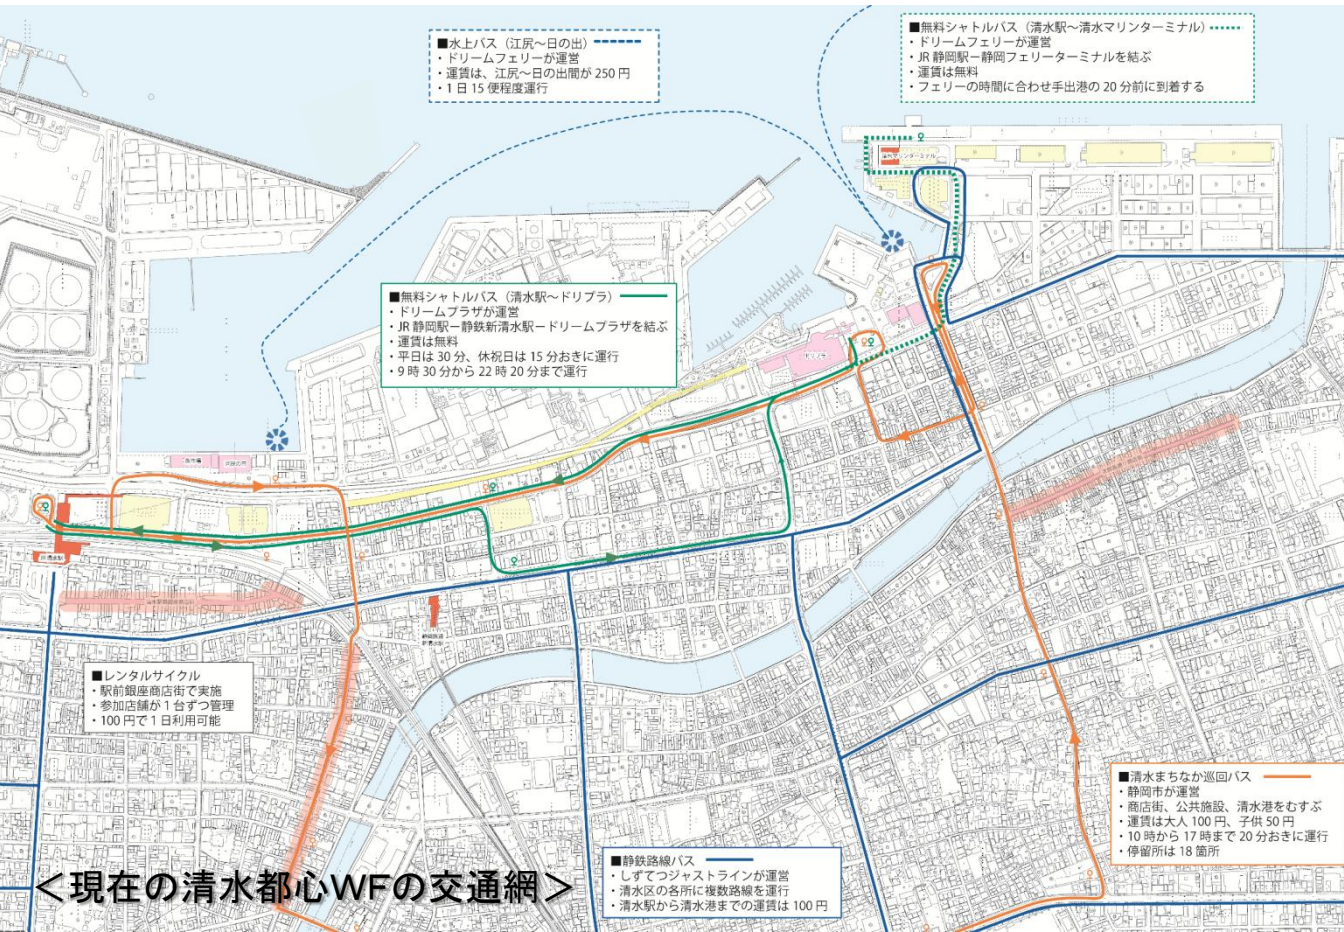 ■水上バス（江尻～日の出）
・ドリームフェリーが運営
・運賃は、江尻～日の出間が 250 円
・1 日 15 便程度運行
■無料シャトルバス（清水駅～清水マリンターミナル）
・ドリームフェリーが運営
・JR 静岡駅－静岡フェリーターミナルを結ぶ
・運賃は無料
・フェリーの時間に合わせ手出港の 20 分前に到着する
清水マリンターミナル
■無料シャトルバス（清水駅～ドリプラ）
・ドリームプラザが運営
・JR 静岡駅－静鉄新清水駅－ドリームプラザを結ぶ
・運賃は無料
・平日は 30 分、休祝日は 15 分おきに運行
・9 時 30 分から 22 時 20 分まで運行
ドリプラ
■レンタルサイクル
・駅前銀座商店街で実施
・参加店舗が 1 台ずつ管理
・100 円で 1 日利用可能
■清水まちなか巡回バス
・静岡市が運営
・商店街、公共施設、清水港をむすぶ
・運賃は大人 100 円、子供 50 円
・10 時から 17 時まで 20 分おきに運行
・停留所は 18 箇所
■静鉄路線バス
・しずてつジャストラインが運営
・清水区の各所に複数路線を運行
・清水駅から清水港までの運賃は 100 円
＜現在の清水都心WFの交通網＞